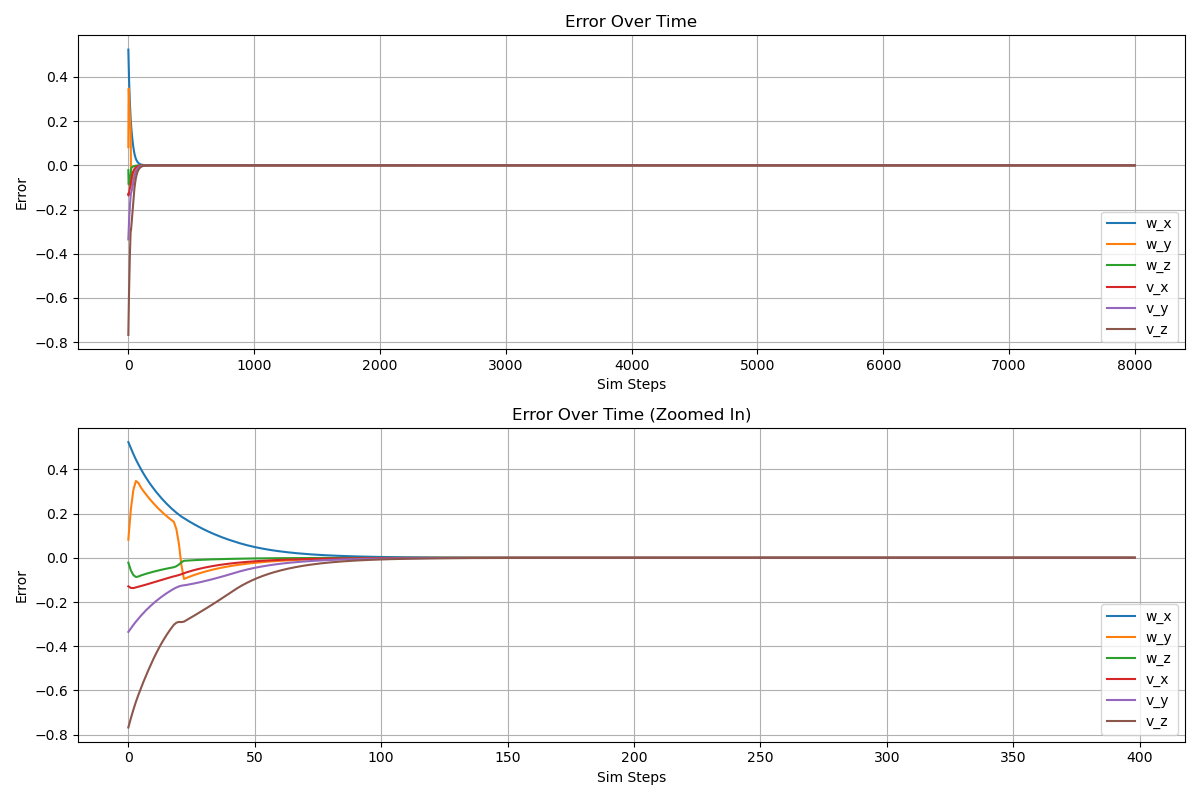 Error Over Time
Error
0.4
0.2
0.0
−0.2
−0.4
−0.6
−0.8
w_x
w_y
w_z
v_x
v_y
v_z
0 1000 2000 3000 4000 5000 6000 7000 8000
Sim Steps
Error Over Time (Zoomed In)
Error
0.4
0.2
0.0
−0.2
−0.4
−0.6
−0.8
w_x
w_y
w_z
v_x
v_y
v_z
0 50 100 150 200 250 300 350 400
Sim Steps